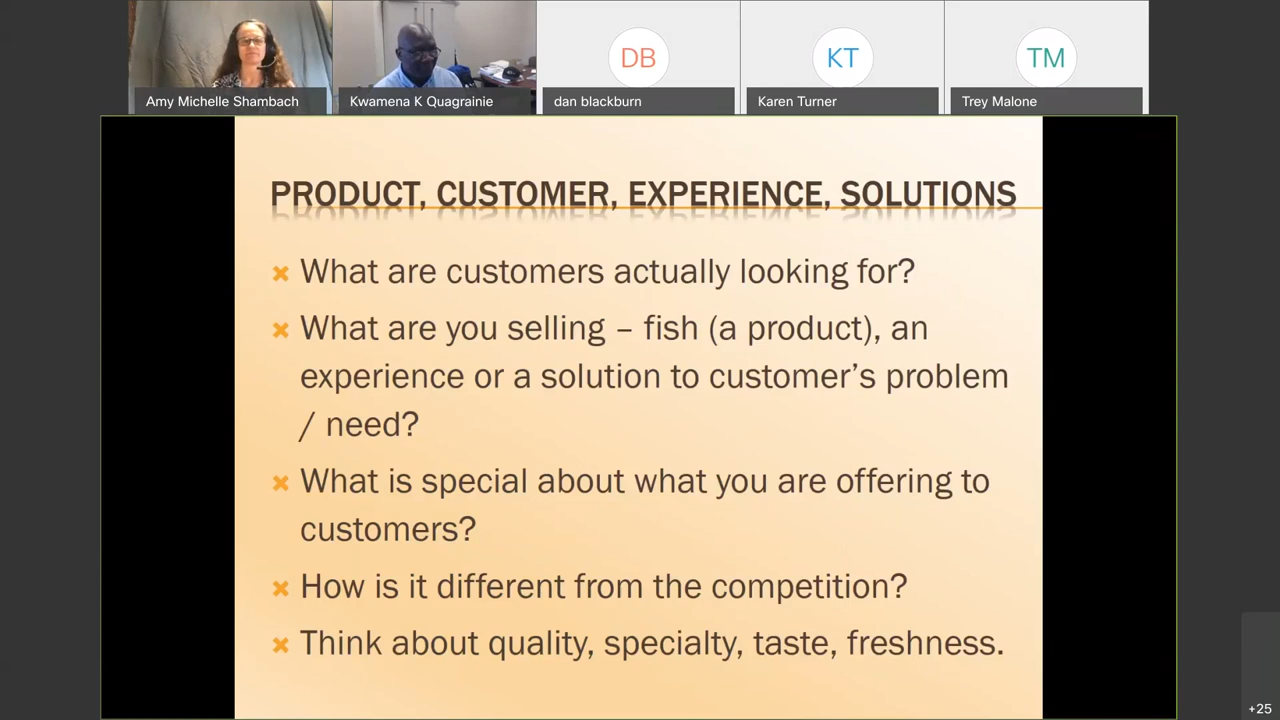 DB
KT
TM
Amy Michelle Shambach
Kwamena K Quagrainie
dan blackburn
Karen Turner
Trey Malone
PRODUCT, CUSTOMER, EXPERIENCE, SOLUTIONS
What are customers actually looking for?
What are you selling – fish (a product), an
experience or a solution to customer’s problem
/ need?
What is special about what you are offering to
customers?
How is it different from the competition?
Think about quality, specialty, taste, freshness.
+25